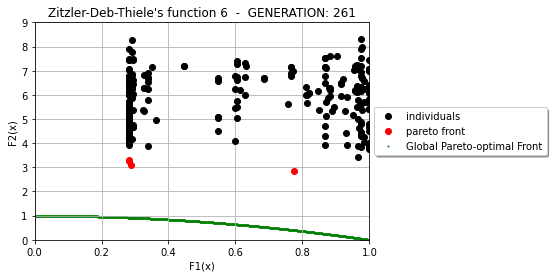 Zitzler-Deb-Thiele's function 6 - GENERATION: 261
9
8
7
6
5
4
3
2
1
0
F2(x)
0.0 0.2 0.4 0.6 0.8 1.0
F1(x)
individuals
pareto front
Global Pareto-optimal Front